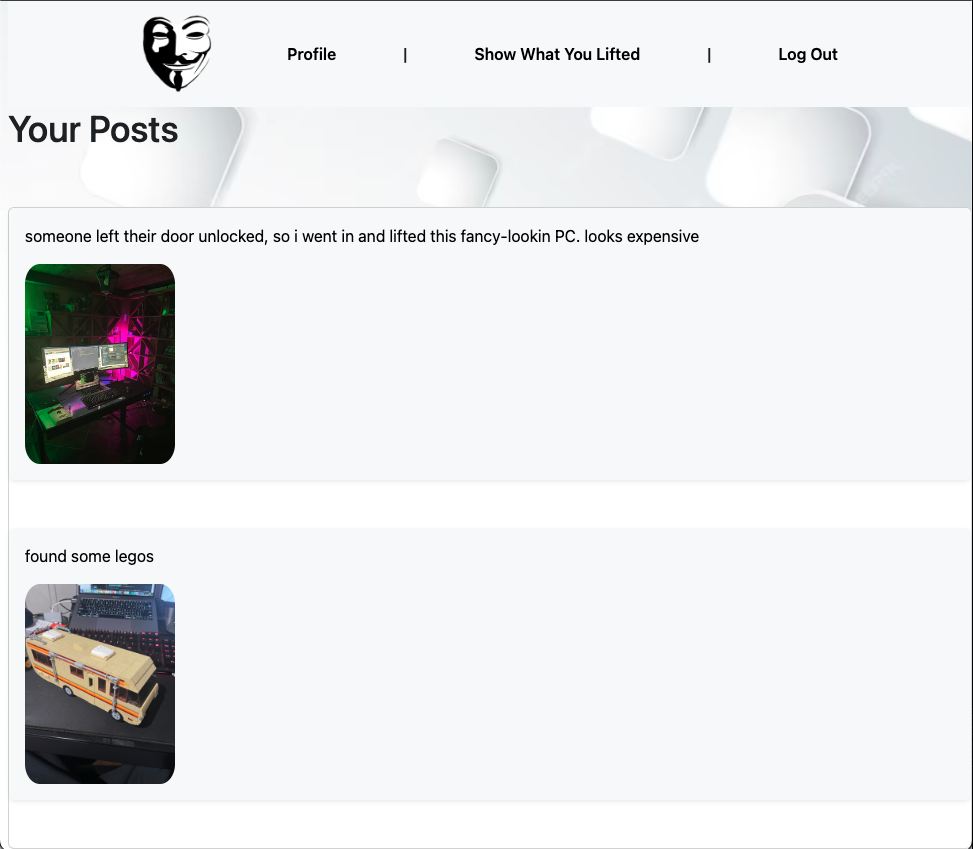 Profile | Show What You Lifted | Log Out
Your Posts
someone left their door unlocked, so i went in and lifted this fancy-lookin PC. looks expensive
found some legos